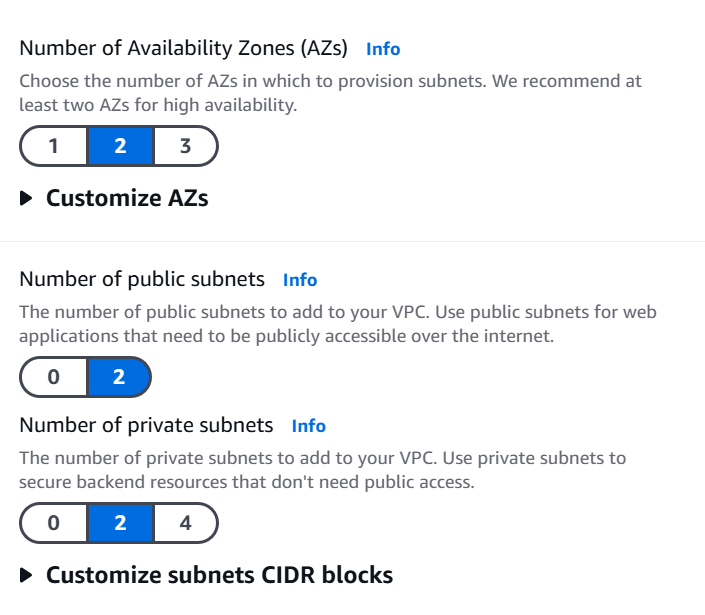 Number of Availability Zones (AZs) Info
Choose the number of AZs in which to provision subnets. We recommend at
least two AZs for high availability.
1 2 3
Customize AZs
Number of public subnets Info
The number of public subnets to add to your VPC. Use public subnets for web
applications that need to be publicly accessible over the internet.
0 2
Number of private subnets Info
The number of private subnets to add to your VPC. Use private subnets to
secure backend resources that don't need public access.
0 2 4
Customize subnets CIDR blocks